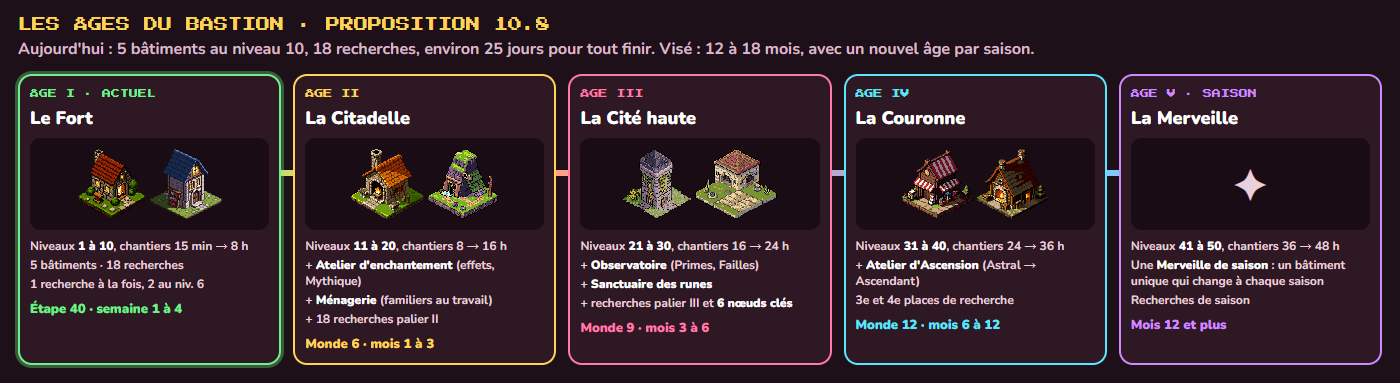 LES AGES DU BASTION · PROPOSITION 10.8
Aujourd'hui : 5 bâtiments au niveau 10, 18 recherches, environ 25 jours pour tout finir. Visé : 12 à 18 mois, avec un nouvel âge par saison.
AGE I · ACTUEL
Le Fort
Niveaux 1 à 10, chantiers 15 min → 8 h
5 bâtiments · 18 recherches
1 recherche à la fois, 2 au niv. 6
Étape 40 · semaine 1 à 4
AGE II
La Citadelle
Niveaux 11 à 20, chantiers 8 → 16 h
+ Atelier d'enchantement (effets,
Mythique)
+ Ménagerie (familiers au travail)
+ 18 recherches palier II
Monde 6 · mois 1 à 3
AGE III
La Cité haute
Niveaux 21 à 30, chantiers 16 → 24 h
+ Observatoire (Primes, Failles)
+ Sanctuaire des runes
+ recherches palier III et 6 nœuds clés
Monde 9 · mois 3 à 6
AGE IV
La Couronne
Niveaux 31 à 40, chantiers 24 → 36 h
+ Atelier d'Ascension (Astral →
Ascendant)
3e et 4e places de recherche
Monde 12 · mois 6 à 12
AGE V · SAISON
La Merveille
Niveaux 41 à 50, chantiers 36 → 48 h
Une Merveille de saison : un bâtiment
unique qui change à chaque saison
Recherches de saison
Mois 12 et plus